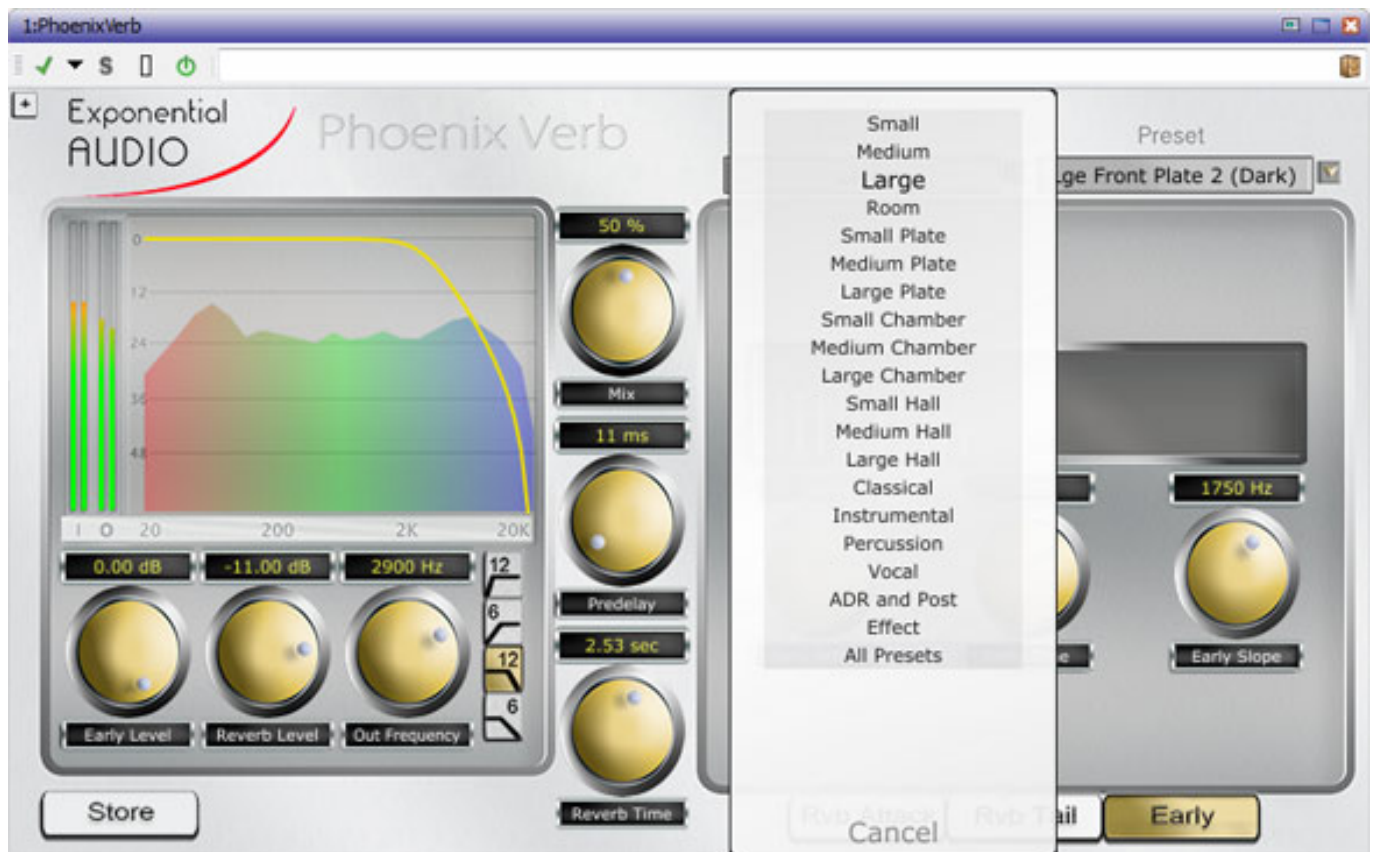 1:PhoenixVerb
S
+
Exponential
AUDIO
Phoenix Verb
Preset
Lge Front Plate 2 (Dark)
Small
Medium
Large
Room
Small Plate
Medium Plate
Large Plate
Small Chamber
Medium Chamber
Large Chamber
Small Hall
Medium Hall
Large Hall
Classical
Instrumental
Percussion
Vocal
ADR and Post
Effect
All Presets
Cancel
0
12
24
36
48
I O 20 200 2K 20K
0.00 dB -11.00 dB 2900 Hz
12
6
12
6
Early Level Reverb Level Out Frequency
50 %
Mix
11 ms
Predelay
2.53 sec
Reverb Time
1750 Hz
Early Slope
Store
Rvb Attack Rvb Tail Early